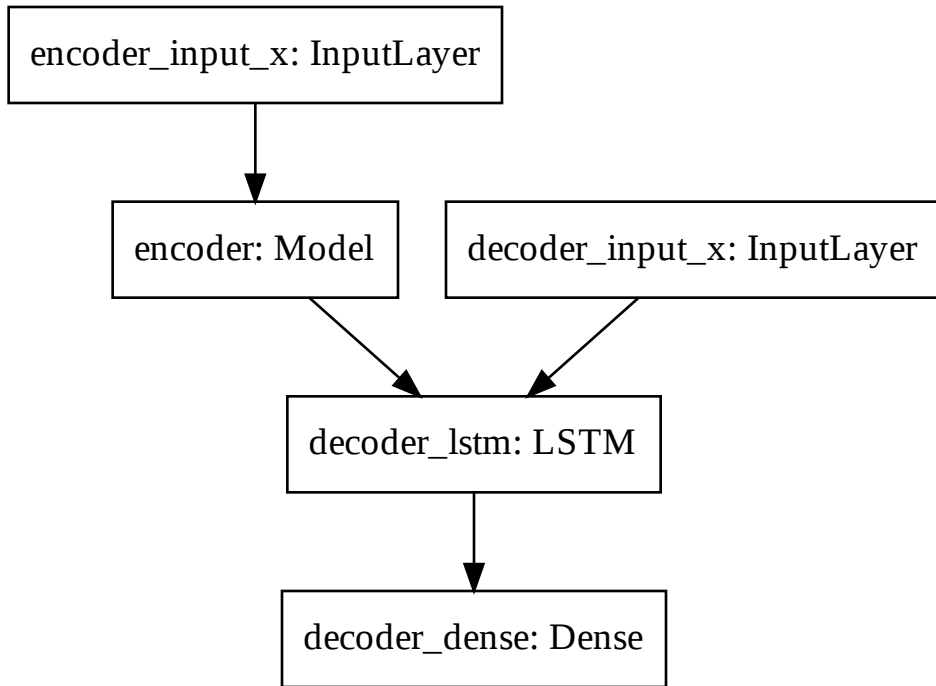 encoder_input_x: InputLayer
encoder: Model
decoder_input_x: InputLayer
decoder_lstm: LSTM
decoder_dense: Dense